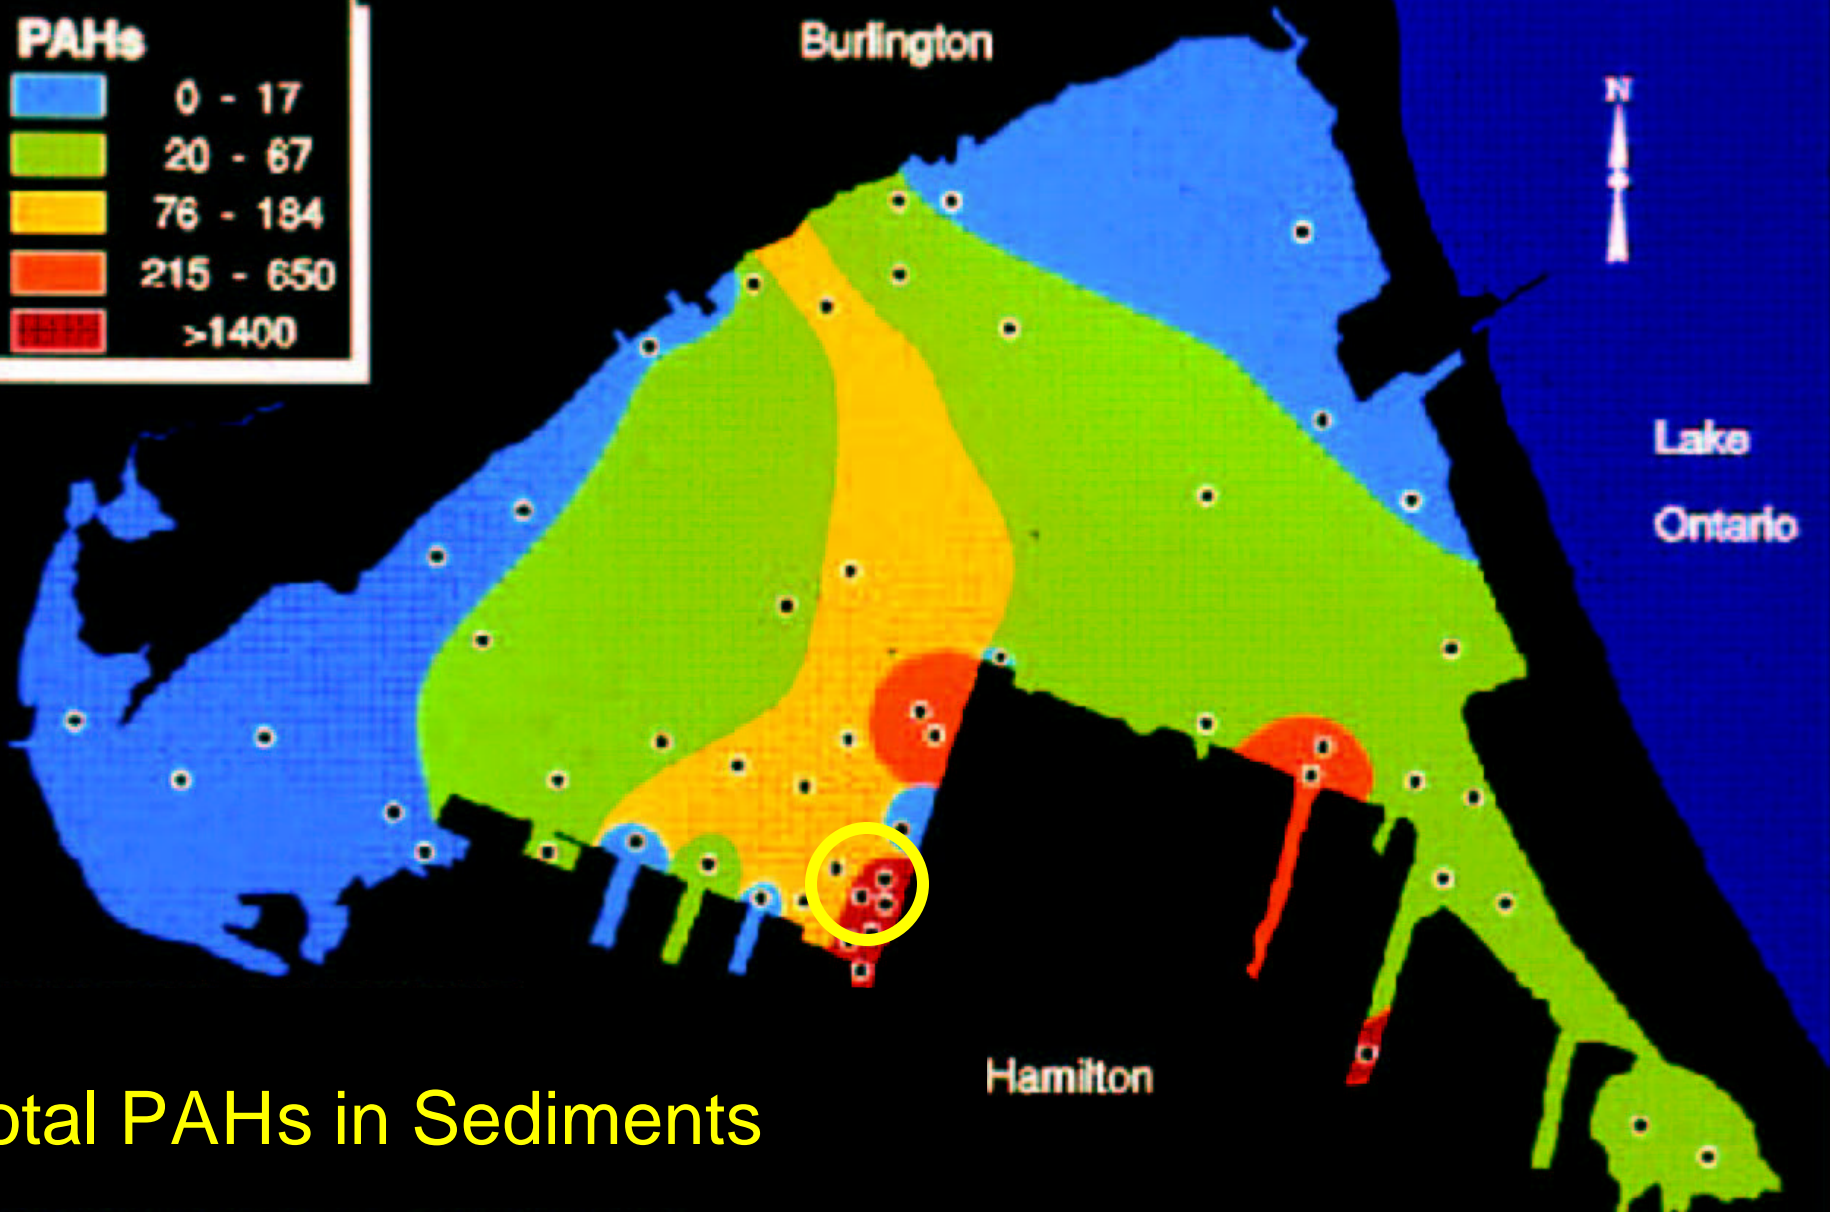 PAHs
0 - 17
20 - 67
76 - 184
215 - 650
>1400
Burlington
N
Lake
Ontario
Hamilton
otal PAHs in Sediments